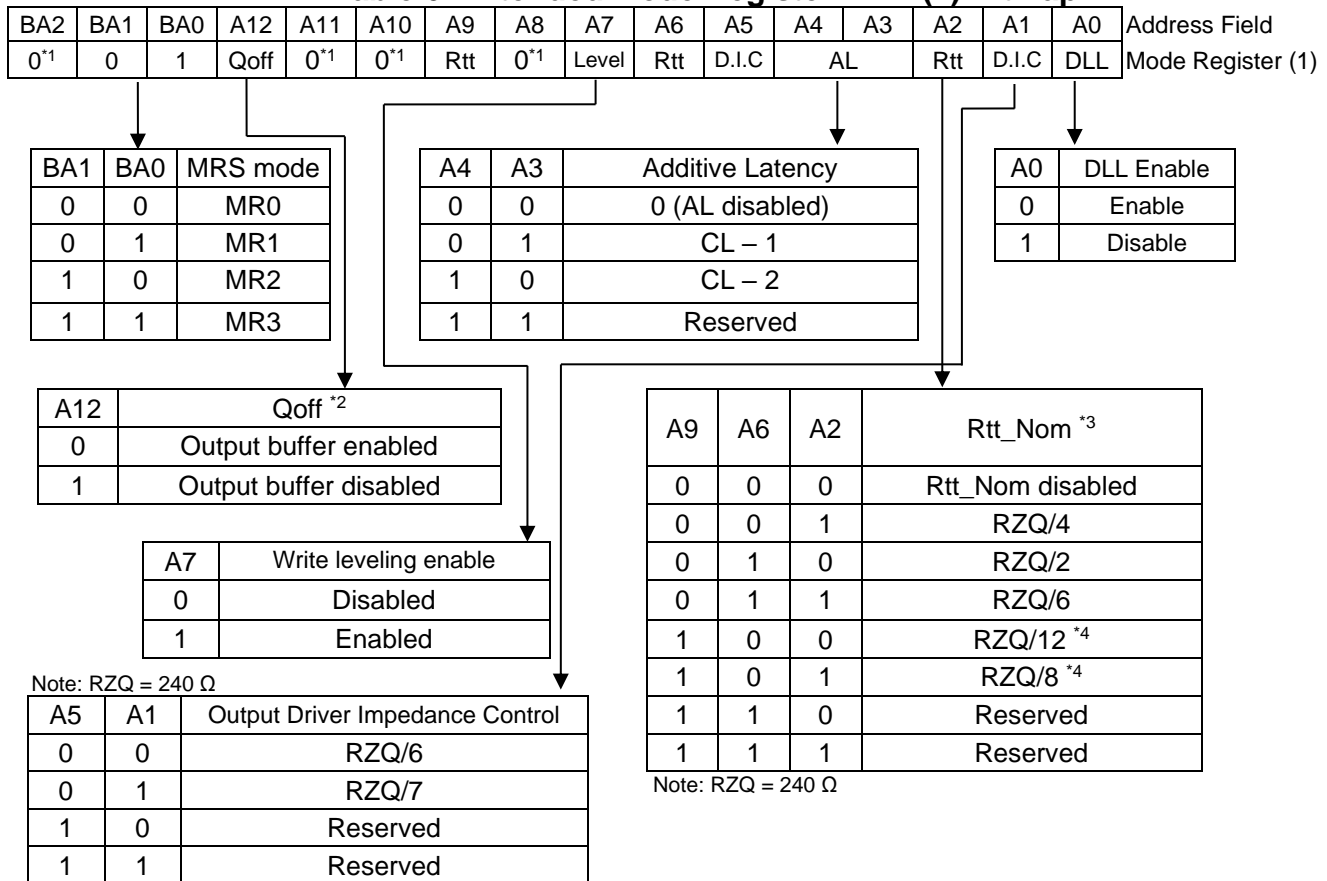 BA2 BA1 BA0 A12 A11 A10 A9 A8 A7 A6 A5 A4 A3 A2 A1 A0 Address Field
0*1 0 1 Qoff 0*1 0*1 Rtt 0*1 Level Rtt D.I.C AL Rtt D.I.C DLL Mode Register (1)
BA1 BA0 MRS mode
0 0 MR0
0 1 MR1
1 0 MR2
1 1 MR3
A4 A3 Additive Latency
0 0 0 (AL disabled)
0 1 CL – 1
1 0 CL – 2
1 1 Reserved
A0 DLL Enable
0 Enable
1 Disable
A12 Qoff *2
0 Output buffer enabled
1 Output buffer disabled
A7 Write leveling enable
0 Disabled
1 Enabled
A9 A6 A2 Rtt_Nom *3
0 0 0 Rtt_Nom disabled
0 0 1 RZQ/4
0 1 0 RZQ/2
0 1 1 RZQ/6
1 0 0 RZQ/12 *4
1 0 1 RZQ/8 *4
1 1 0 Reserved
1 1 1 Reserved
Note: RZQ = 240 Ω
Note: RZQ = 240 Ω
A5 A1 Output Driver Impedance Control
0 0 RZQ/6
0 1 RZQ/7
1 0 Reserved
1 1 Reserved